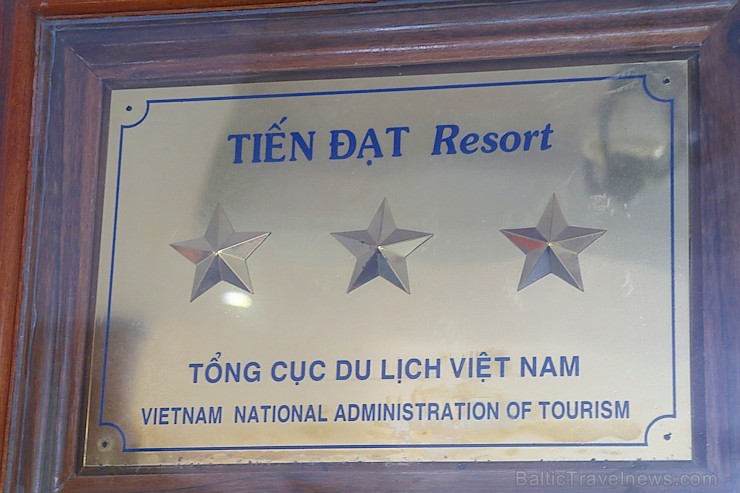 TIẾN ĐẠT Resort
TỔNG CỤC DU LỊCH VIỆT NAM
VIETNAM NATIONAL ADMINISTRATION OF TOURISM
BalticTravelnews.com